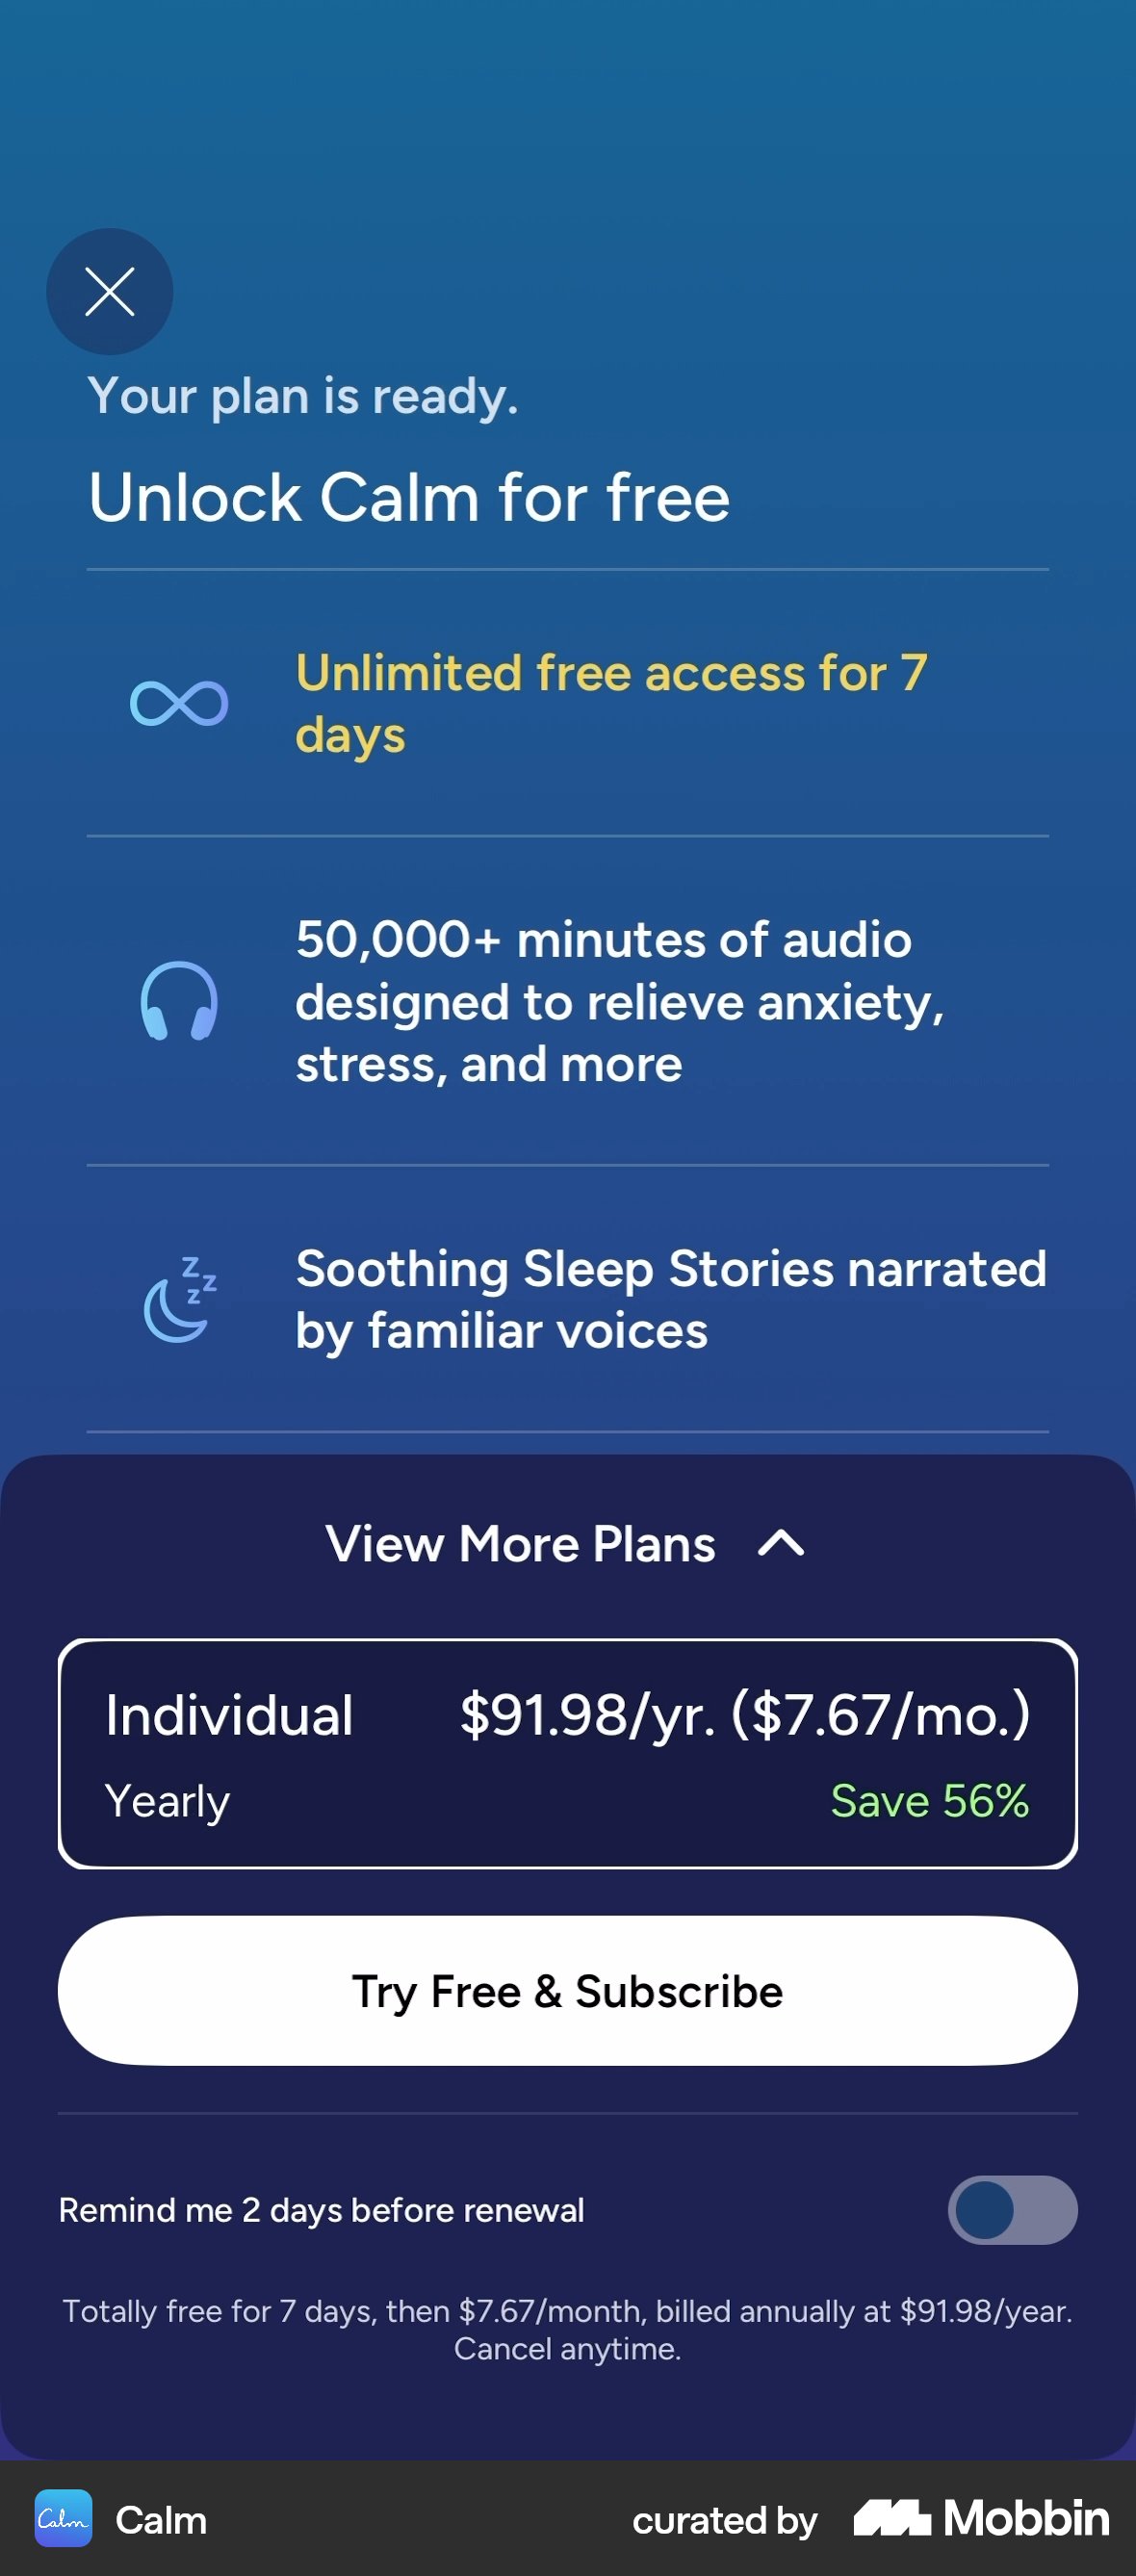 Your plan is ready.
Unlock Calm for free
Unlimited free access for 7
days
50,000+ minutes of audio
designed to relieve anxiety,
stress, and more
Soothing Sleep Stories narrated
by familiar voices
View More Plans
Individual $91.98/yr. ($7.67/mo.)
Yearly Save 56%
Try Free & Subscribe
Remind me 2 days before renewal
Totally free for 7 days, then $7.67/month, billed annually at $91.98/year.
Cancel anytime.
Calm Calm curated by Mobbin